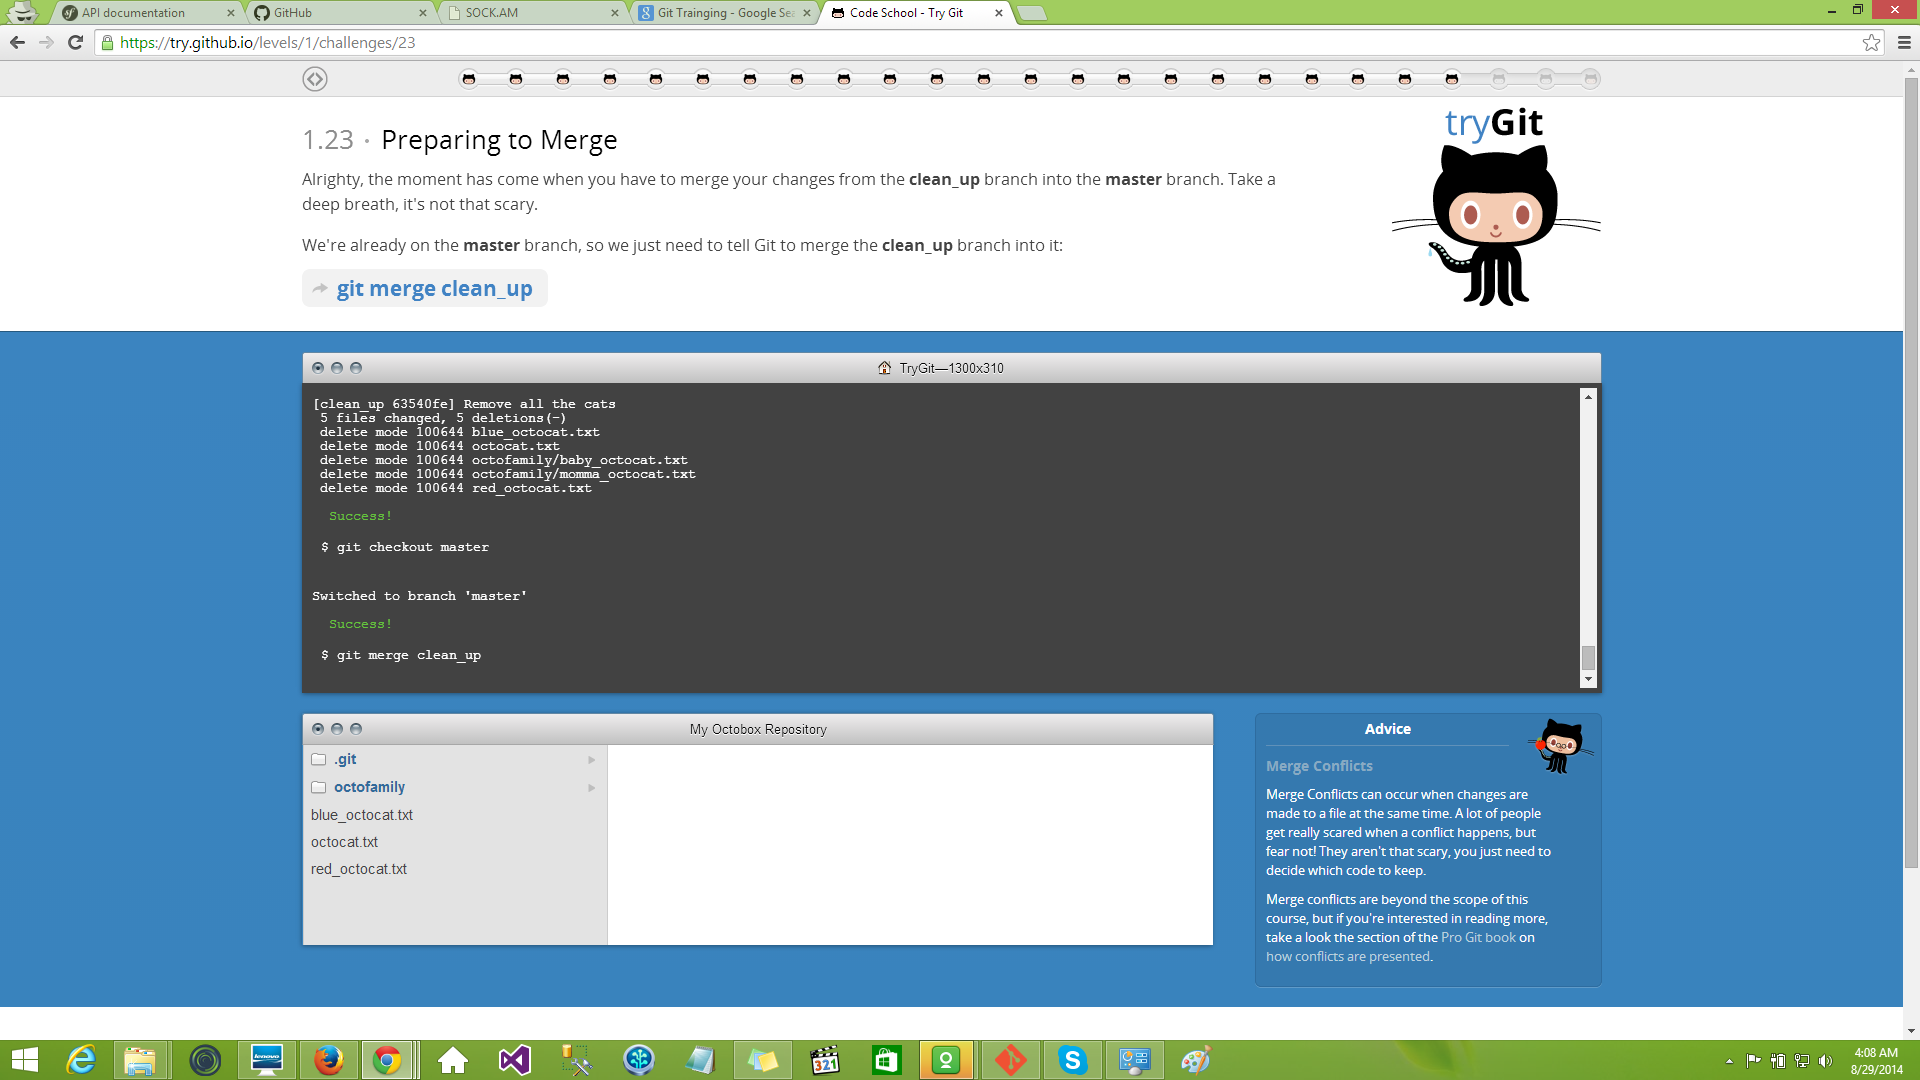 API documentation
GitHub
SOCK.AM
Git Trainging - Google Sea
Code School - Try Git
https://try.github.io/levels/1/challenges/23
1.23 · Preparing to Merge
tryGit
Alrighty, the moment has come when you have to merge your changes from the clean_up branch into the master branch. Take a
deep breath, it's not that scary.
We're already on the master branch, so we just need to tell Git to merge the clean_up branch into it:
git merge clean_up
TryGit—1300x310
[clean_up 63540fe] Remove all the cats
5 files changed, 5 deletions(-)
delete mode 100644 blue_octocat.txt
delete mode 100644 octocat.txt
delete mode 100644 octofamily/baby_octocat.txt
delete mode 100644 octofamily/momma_octocat.txt
delete mode 100644 red_octocat.txt
Success!
$ git checkout master
Switched to branch 'master'
Success!
$ git merge clean_up
My Octobox Repository
.git
octofamily
blue_octocat.txt
octocat.txt
red_octocat.txt
Advice
Merge Conflicts
Merge Conflicts can occur when changes are
made to a file at the same time. A lot of people
get really scared when a conflict happens, but
fear not! They aren't that scary, you just need to
decide which code to keep.
Merge conflicts are beyond the scope of this
course, but if you're interested in reading more,
take a look the section of the Pro Git book on
how conflicts are presented.
lenovo
321
4:08 AM
8/29/2014